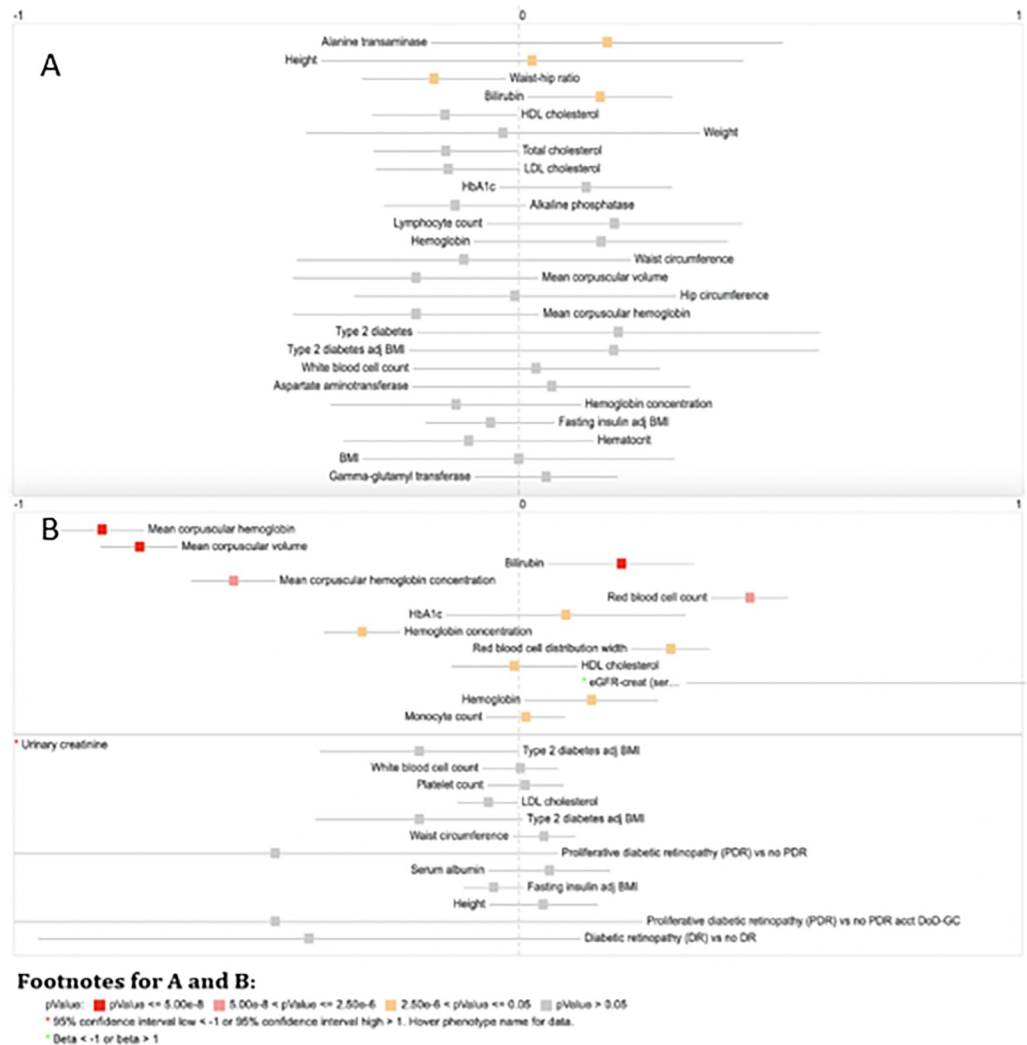 -1 0 1
A
Alanine transaminase
Height
Waist-hip ratio
Bilirubin
HDL cholesterol
Weight
Total cholesterol
LDL cholesterol
HbA1c
Alkaline phosphatase
Lymphocyte count
Hemoglobin
Waist circumference
Mean corpuscular volume
Hip circumference
Mean corpuscular hemoglobin
Type 2 diabetes
Type 2 diabetes adj BMI
White blood cell count
Aspartate aminotransferase
Hemoglobin concentration
Fasting insulin adj BMI
Hematocrit
BMI
Gamma-glutamyl transferase
-1 0 1
B
Mean corpuscular hemoglobin
Mean corpuscular volume
Bilirubin
Mean corpuscular hemoglobin concentration
Red blood cell count
HbA1c
Hemoglobin concentration
Red blood cell distribution width
HDL cholesterol
* eGFR-creat (ser...
Hemoglobin
Monocyte count
* Urinary creatinine
Type 2 diabetes adj BMI
White blood cell count
Platelet count
LDL cholesterol
Type 2 diabetes adj BMI
Waist circumference
Proliferative diabetic retinopathy (PDR) vs no PDR
Serum albumin
Fasting insulin adj BMI
Height
Proliferative diabetic retinopathy (PDR) vs no PDR acct DoD-GC
Diabetic retinopathy (DR) vs no DR
Footnotes for A and B:
pValue: pValue <= 5.00e-8 5.00e-8 < pValue <= 2.50e-6 2.50e-6 < pValue <= 0.05 pValue > 0.05
* 95% confidence interval low < -1 or 95% confidence interval high > 1. Hover phenotype name for data.
* Beta < -1 or beta > 1